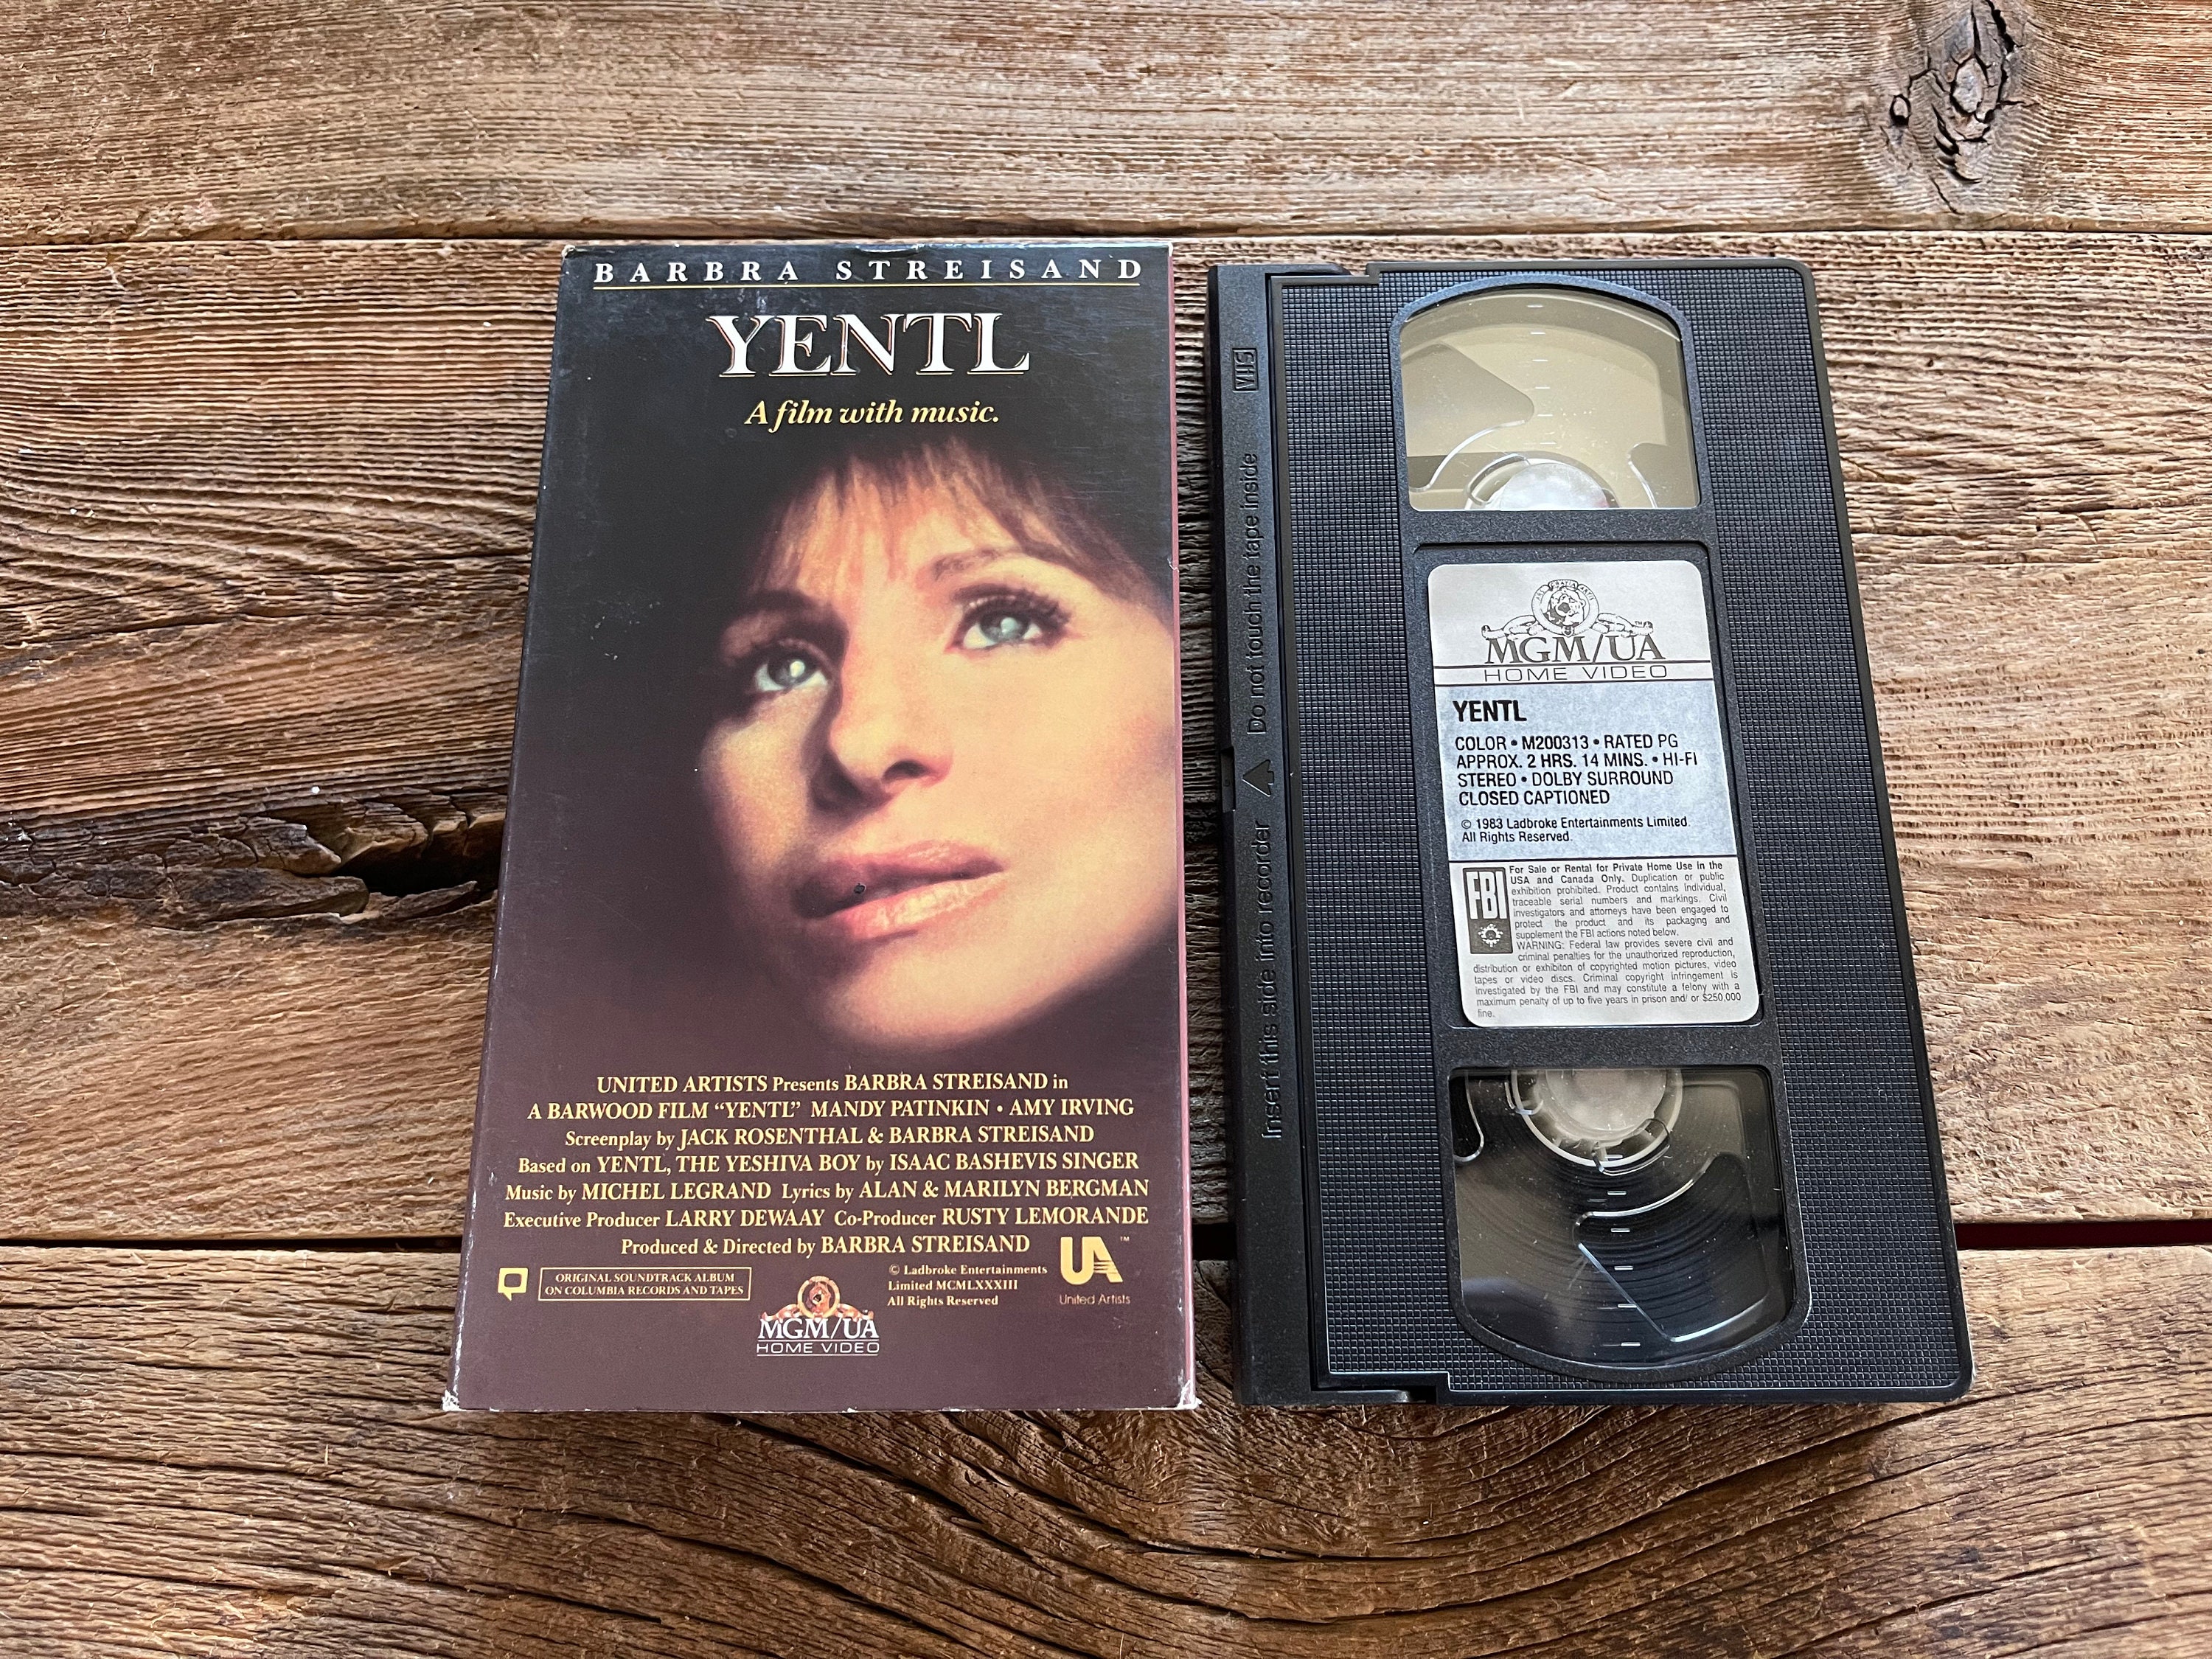 BARBRA STREISAND
YENTL
A film with music.
UNITED ARTISTS Presents BARBRA STREISAND in
A BARWOOD FILM “YENTL” MANDY PATINKIN • AMY IRVING
Screenplay by JACK ROSENTHAL & BARBRA STREISAND
Based on YENTL, THE YESHIVA BOY by ISAAC BASHEVIS SINGER
Music by MICHEL LEGRAND Lyrics by ALAN & MARILYN BERGMAN
Executive Producer LARRY DEWAAY Co-Producer RUSTY LEMORANDE
Produced & Directed by BARBRA STREISAND
ORIGINAL SOUNDTRACK ALBUM
ON COLUMBIA RECORDS AND TAPES
© Ladbroke Entertainments
Limited MCMLXXXIII
All Rights Reserved
UA™
United Artists
MGM/UA
HOME VIDEO
VHS
Do not touch the tape inside
Insert this side into recorder
MGM/UA
HOME VIDEO
YENTL
COLOR • M200313 • RATED PG
APPROX. 2 HRS. 14 MINS. • HI-FI
STEREO • DOLBY SURROUND
CLOSED CAPTIONED
© 1983 Ladbroke Entertainments Limited.
All Rights Reserved.
FBI
For Sale or Rental for Private Home Use in the
USA and Canada Only. Duplication or public
exhibition prohibited. Product contains individual,
traceable serial numbers and markings. Civil
investigators and attorneys have been engaged to
protect the product and its packaging and
supplement the FBI actions noted below.
WARNING: Federal law provides severe civil and
criminal penalties for the unauthorized reproduction,
distribution or exhibiton of copyrighted motion pictures, video
tapes or video discs. Criminal copyright infringement is
investigated by the FBI and may constitute a felony with a
maximum penalty of up to five years in prison and/ or $250,000
fine.